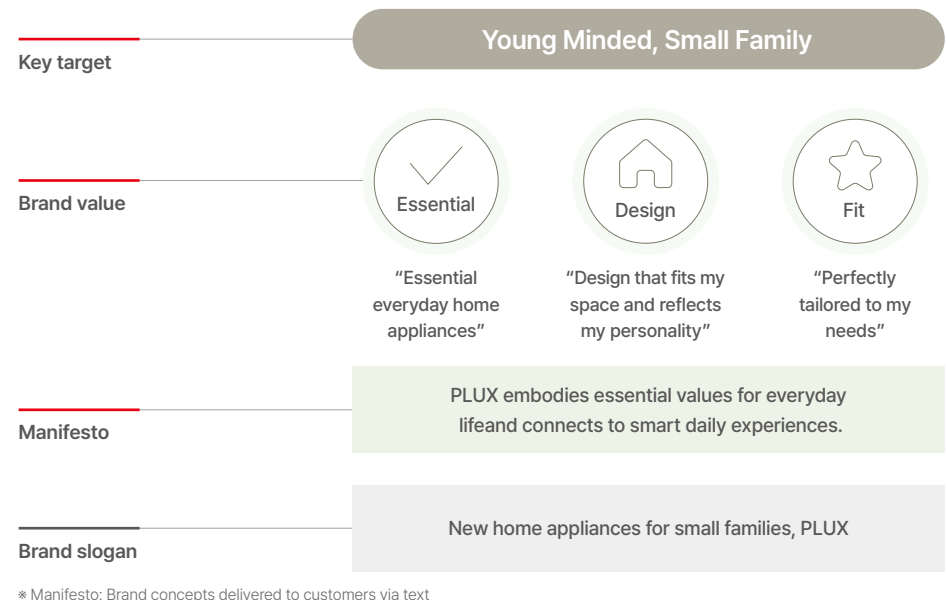 Key target
Young Minded, Small Family
Brand value
Essential
Design
Fit
“Essential
everyday home
appliances”
“Design that fits my
space and reflects
my personality”
“Perfectly
tailored to my
needs”
Manifesto
PLUX embodies essential values for everyday
lifeand connects to smart daily experiences.
Brand slogan
New home appliances for small families, PLUX
※ Manifesto: Brand concepts delivered to customers via text